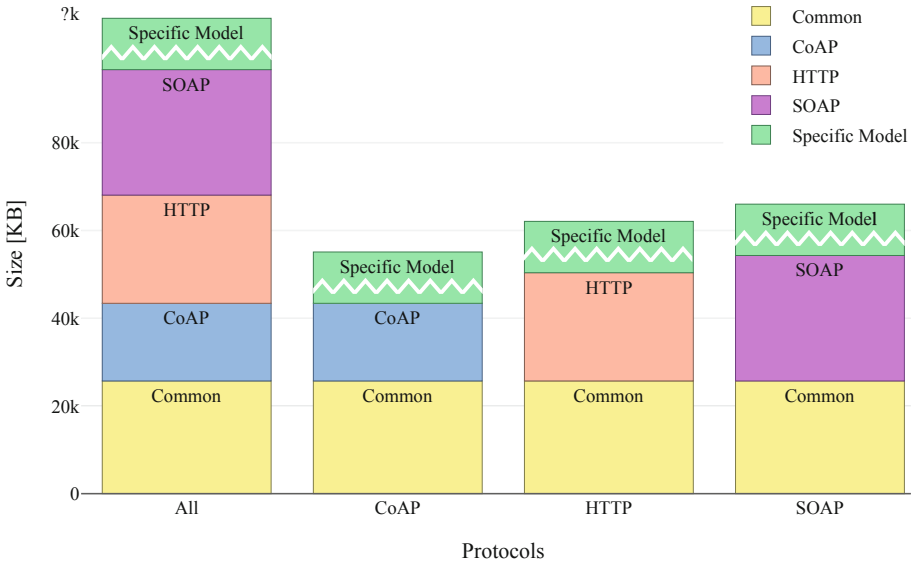 ?k
80k
60k
40k
20k
0
Size [KB]
Specific Model
SOAP
HTTP
CoAP
Common
Specific Model
CoAP
Common
Specific Model
HTTP
Common
Specific Model
SOAP
Common
All
CoAP
HTTP
SOAP
Protocols
Common
CoAP
HTTP
SOAP
Specific Model